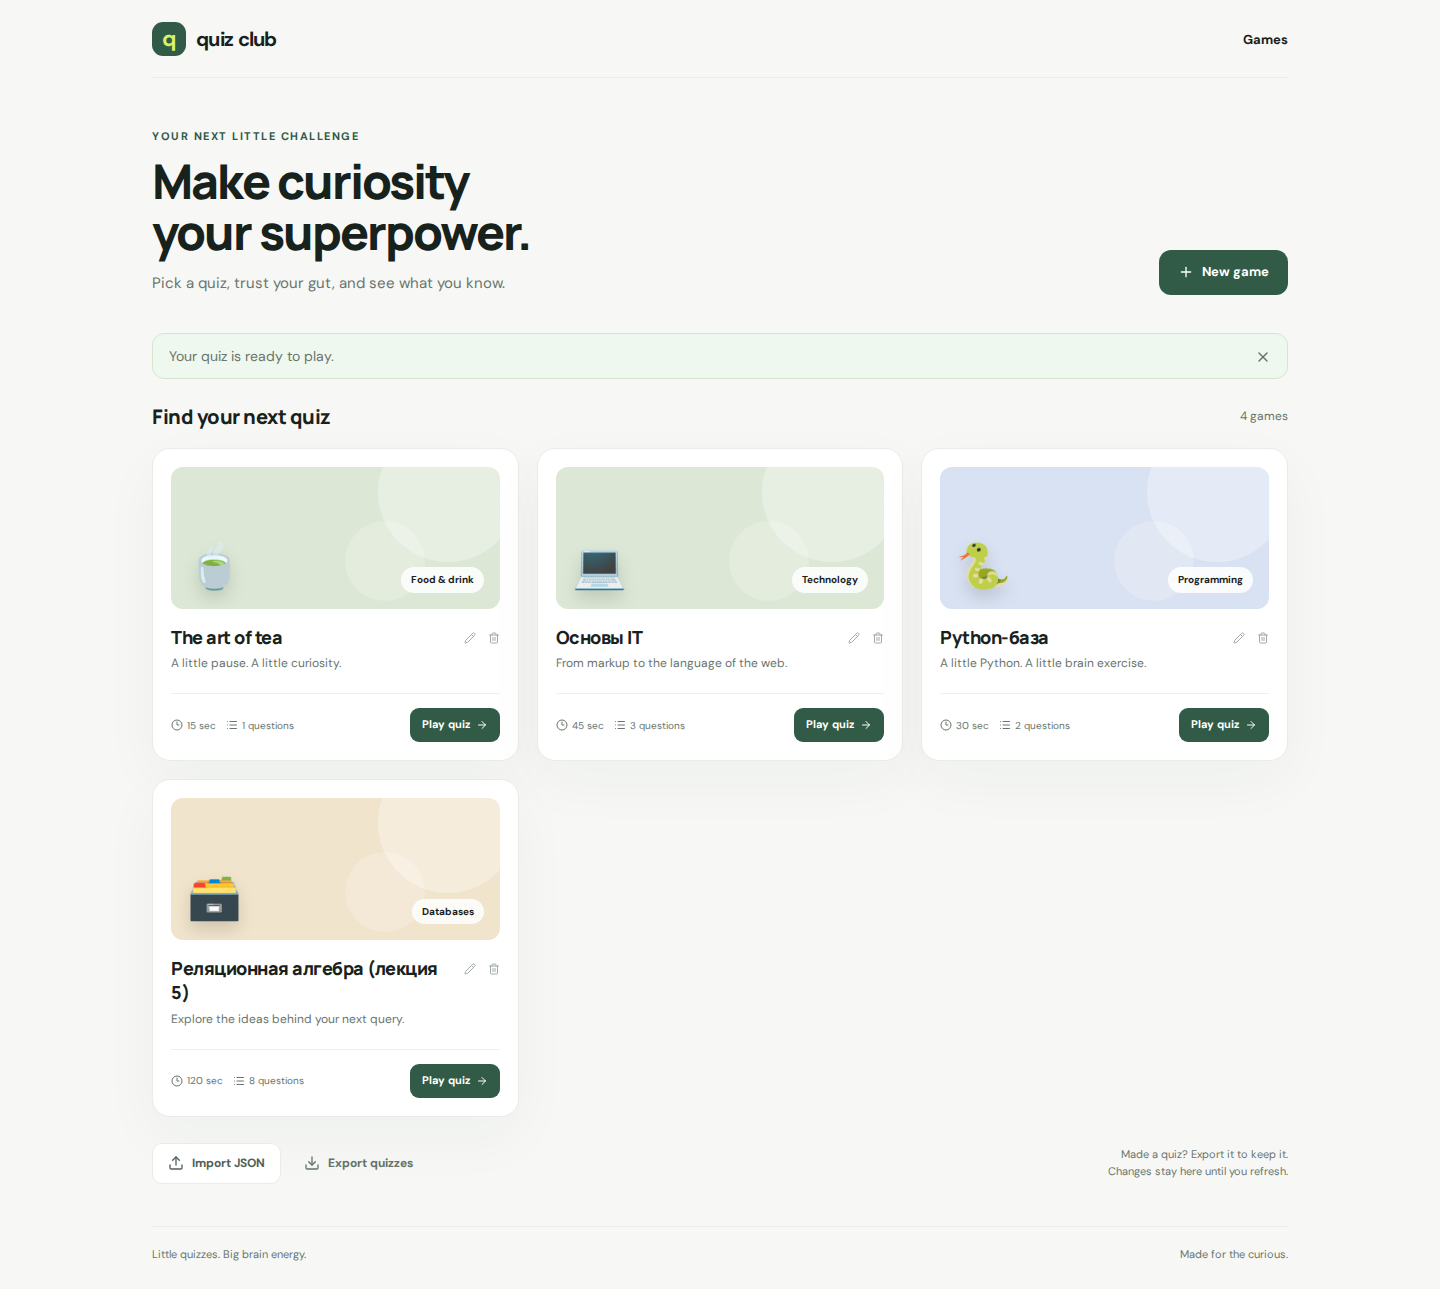 q quiz club
Games
YOUR NEXT LITTLE CHALLENGE
Make curiosity
your superpower.
Pick a quiz, trust your gut, and see what you know.
New game
Your quiz is ready to play.
Find your next quiz
4 games
Food & drink
The art of tea
A little pause. A little curiosity.
15 sec 1 questions
Play quiz
Technology
Основы IT
From markup to the language of the web.
45 sec 3 questions
Play quiz
Programming
Python-база
A little Python. A little brain exercise.
30 sec 2 questions
Play quiz
Databases
Реляционная алгебра (лекция
5)
Explore the ideas behind your next query.
120 sec 8 questions
Play quiz
Import JSON
Export quizzes
Made a quiz? Export it to keep it.
Changes stay here until you refresh.
Little quizzes. Big brain energy.
Made for the curious.